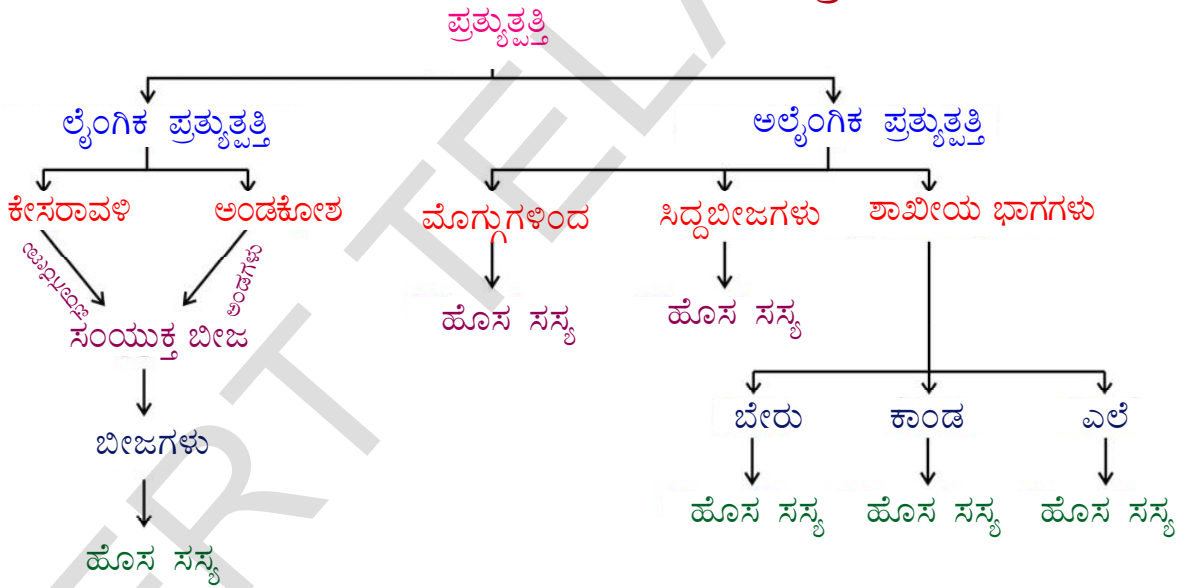 ಪ್ರತ್ಯುತ್ಪತ್ತಿ
ಲೈಂಗಿಕ ಪ್ರತ್ಯುತ್ಪತ್ತಿ
ಅಲೈಂಗಿಕ ಪ್ರತ್ಯುತ್ಪತ್ತಿ
ಕೇಸರಾವಳಿ
ಅಂಡಕೋಶ
ಮೊಗ್ಗುಗಳಿಂದ
ಸಿದ್ದಬೀಜಗಳು
ಶಾಖೀಯ ಭಾಗಗಳು
ಅಂಡಗಳು
ಸಂಯುಕ್ತ ಬೀಜ
ಹೊಸ ಸಸ್ಯ
ಹೊಸ ಸಸ್ಯ
ಬೀಜಗಳು
ಬೇರು
ಕಾಂಡ
ಎಲೆ
ಹೊಸ ಸಸ್ಯ
ಹೊಸ ಸಸ್ಯ
ಹೊಸ ಸಸ್ಯ
ಹೊಸ ಸಸ್ಯ